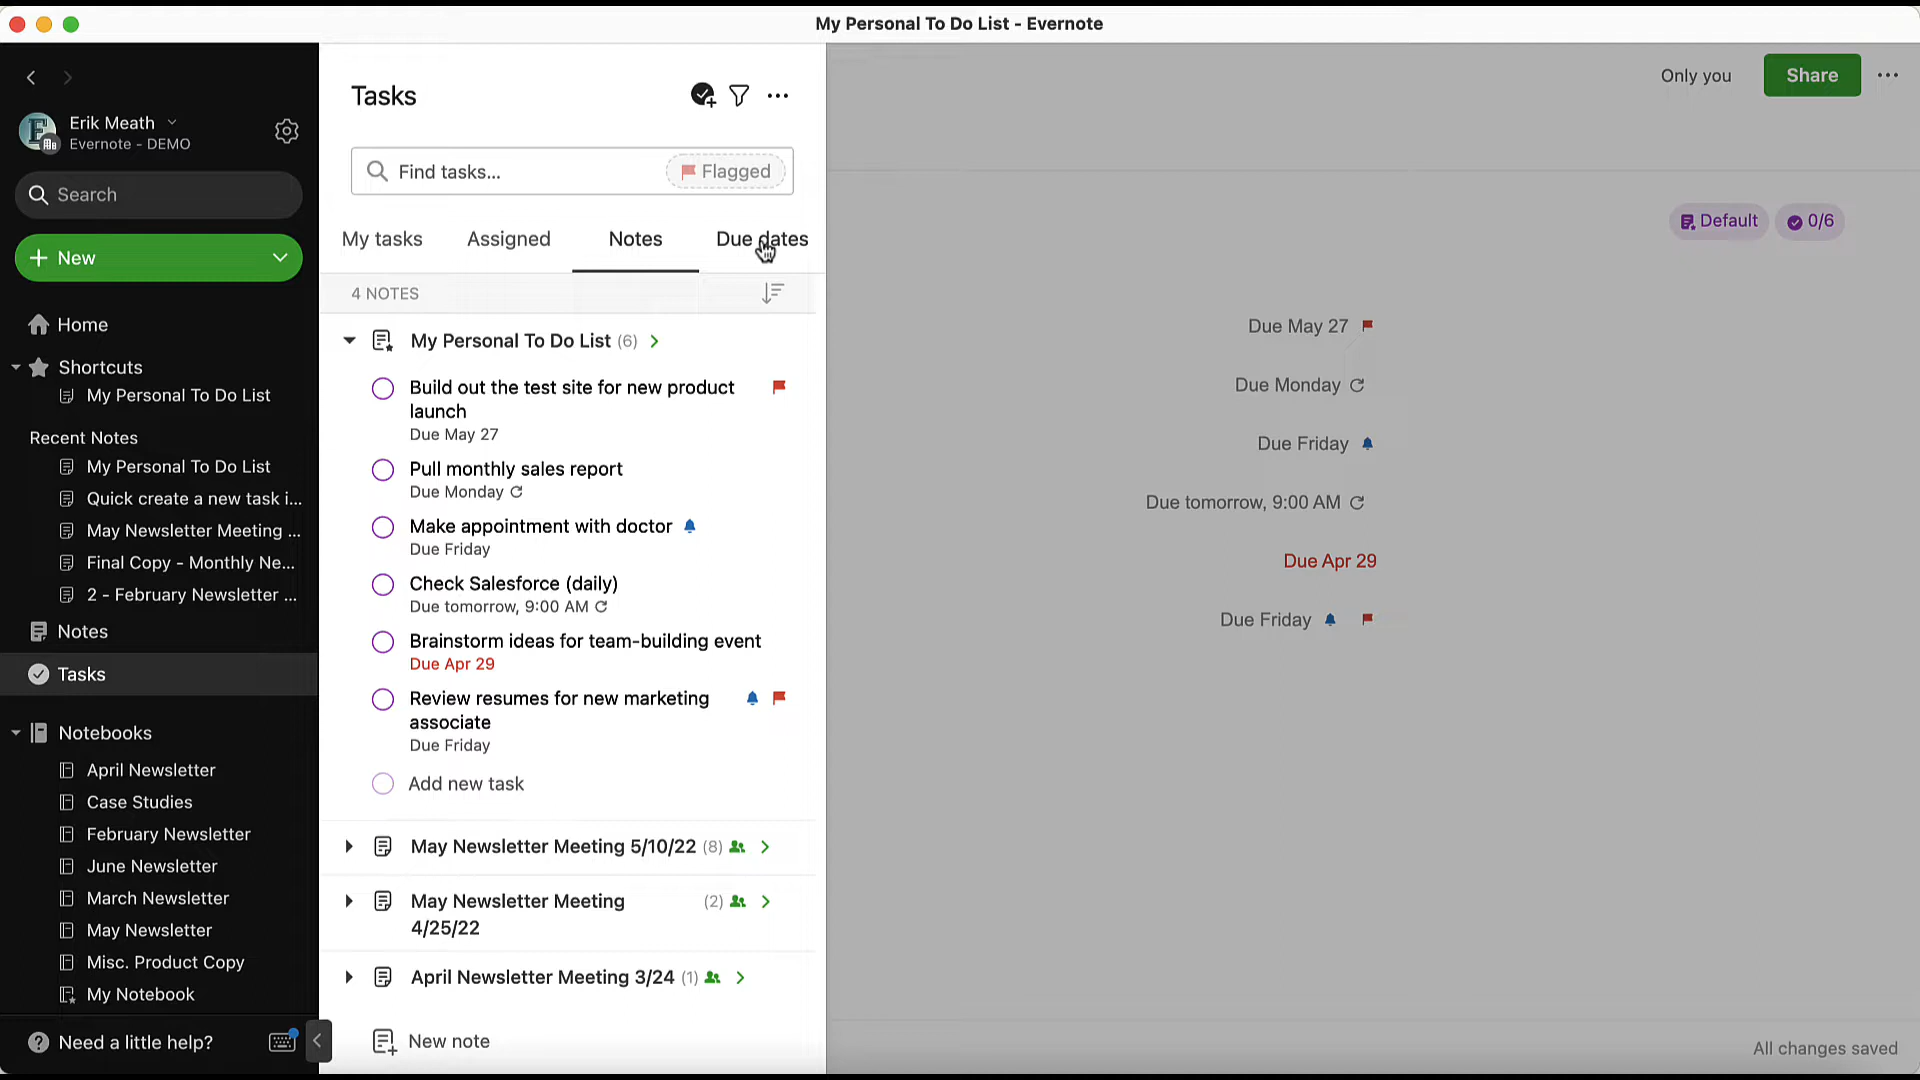 My Personal To Do List - Evernote
Erik Meath
Evernote - DEMO
Search
New
Home
Shortcuts
My Personal To Do List
Recent Notes
My Personal To Do List
Quick create a new task i...
May Newsletter Meeting ...
Final Copy - Monthly Ne...
2 - February Newsletter ...
Notes
Tasks
Notebooks
April Newsletter
Case Studies
February Newsletter
June Newsletter
March Newsletter
May Newsletter
Misc. Product Copy
My Notebook
Need a little help?
Tasks
Find tasks...
Flagged
My tasks
Assigned
Notes
Due dates
4 NOTES
My Personal To Do List (6)
Build out the test site for new product
launch
Due May 27
Pull monthly sales report
Due Monday
Make appointment with doctor
Due Friday
Check Salesforce (daily)
Due tomorrow, 9:00 AM
Brainstorm ideas for team-building event
Due Apr 29
Review resumes for new marketing
associate
Due Friday
Add new task
May Newsletter Meeting 5/10/22 (8)
May Newsletter Meeting (2)
4/25/22
April Newsletter Meeting 3/24 (1)
New note
Only you
Share
Default
0/6
Due May 27
Due Monday
Due Friday
Due tomorrow, 9:00 AM
Due Apr 29
Due Friday
All changes saved